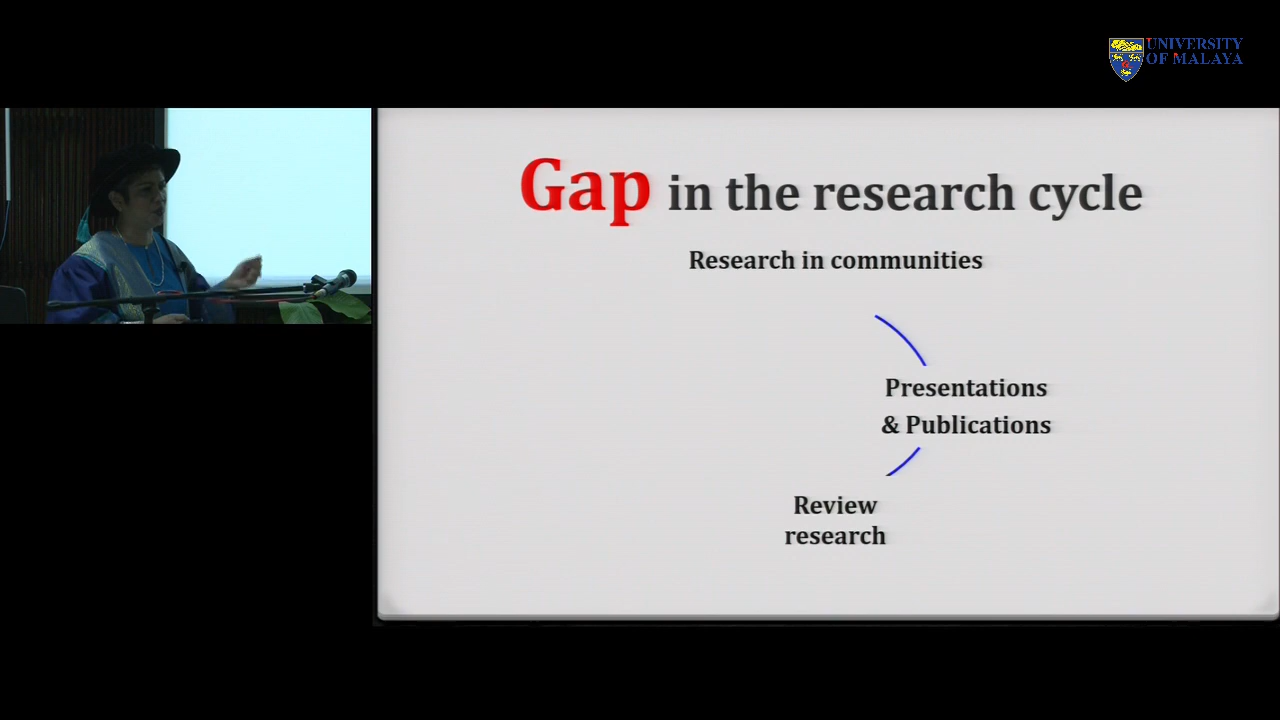 UNIVERSITY
OF MALAYA
Gap in the research cycle
Research in communities
Presentations
& Publications
Review
research